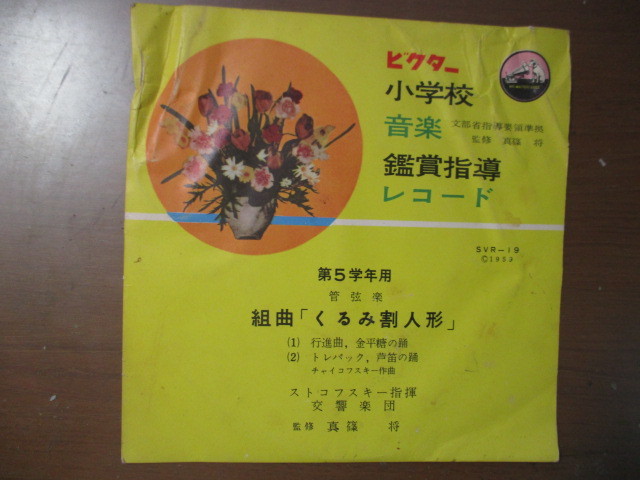 ビクター
小学校
音楽
文部省指導要領準拠
監修 真篠 将
鑑賞指導
レコード
SVR-19
第5学年用
管弦楽
組曲「くるみ割人形」
(1) 行進曲，金平糖の踊
(2) トレパック，芦笛の踊
チャイコフスキー作曲
ストコフスキー指揮
交響楽団
監修 真篠 将